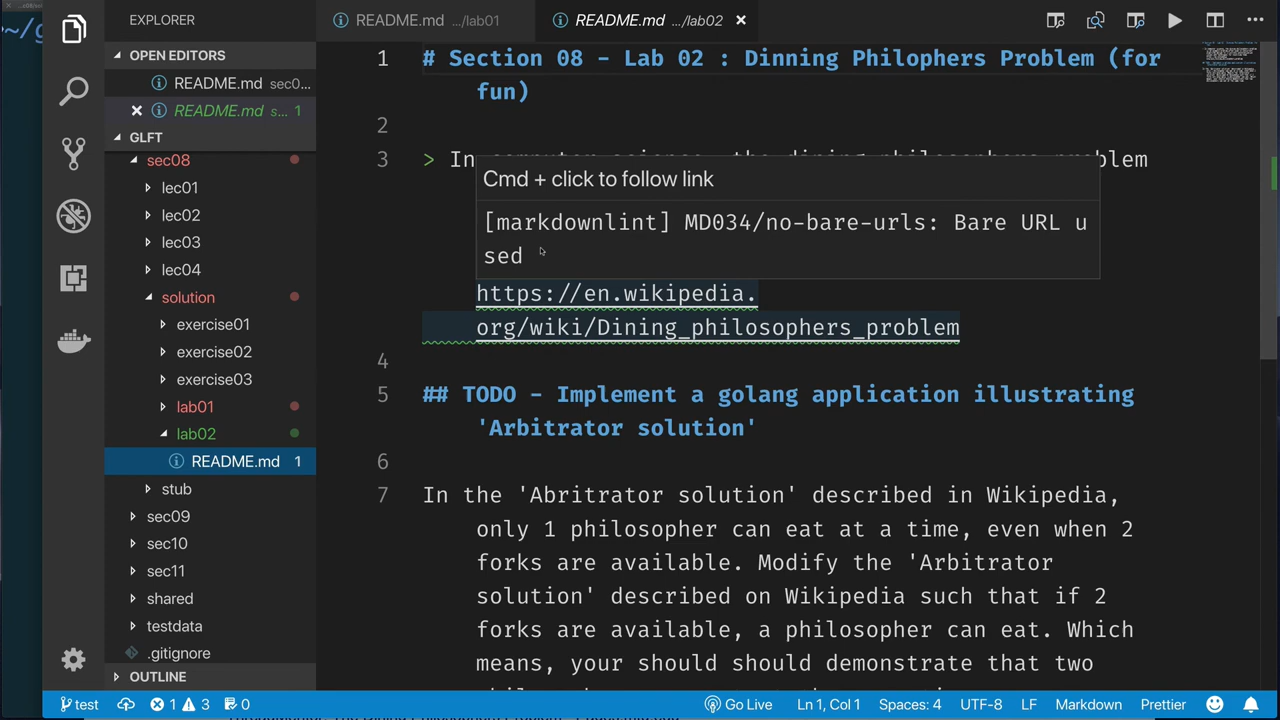 EXPLORER
OPEN EDITORS
README.md sec0...
README.md s... 1
GLFT
sec08
lec01
lec02
lec03
lec04
solution
exercise01
exercise02
exercise03
lab01
lab02
README.md 1
stub
sec09
sec10
sec11
shared
testdata
.gitignore
OUTLINE
README.md .../lab01
README.md .../lab02
1 # Section 08 - Lab 02 : Dinning Philophers Problem (for
fun)
2
3 > In computer science, the dining philosophers problem
Cmd + click to follow link
[markdownlint] MD034/no-bare-urls: Bare URL u
sed
https://en.wikipedia.
org/wiki/Dining_philosophers_problem
4
5 ## TODO - Implement a golang application illustrating
'Arbitrator solution'
6
7 In the 'Abritrator solution' described in Wikipedia,
only 1 philosopher can eat at a time, even when 2
forks are available. Modify the 'Arbitrator
solution' described on Wikipedia such that if 2
forks are available, a philosopher can eat. Which
means, your should should demonstrate that two
test 1 3 0 Go Live Ln 1, Col 1 Spaces: 4 UTF-8 LF Markdown Prettier